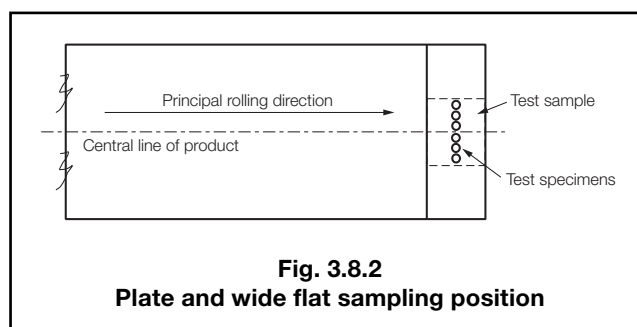 Principal rolling direction
Test sample
Central line of product
Test specimens
Fig. 3.8.2
Plate and wide flat sampling position